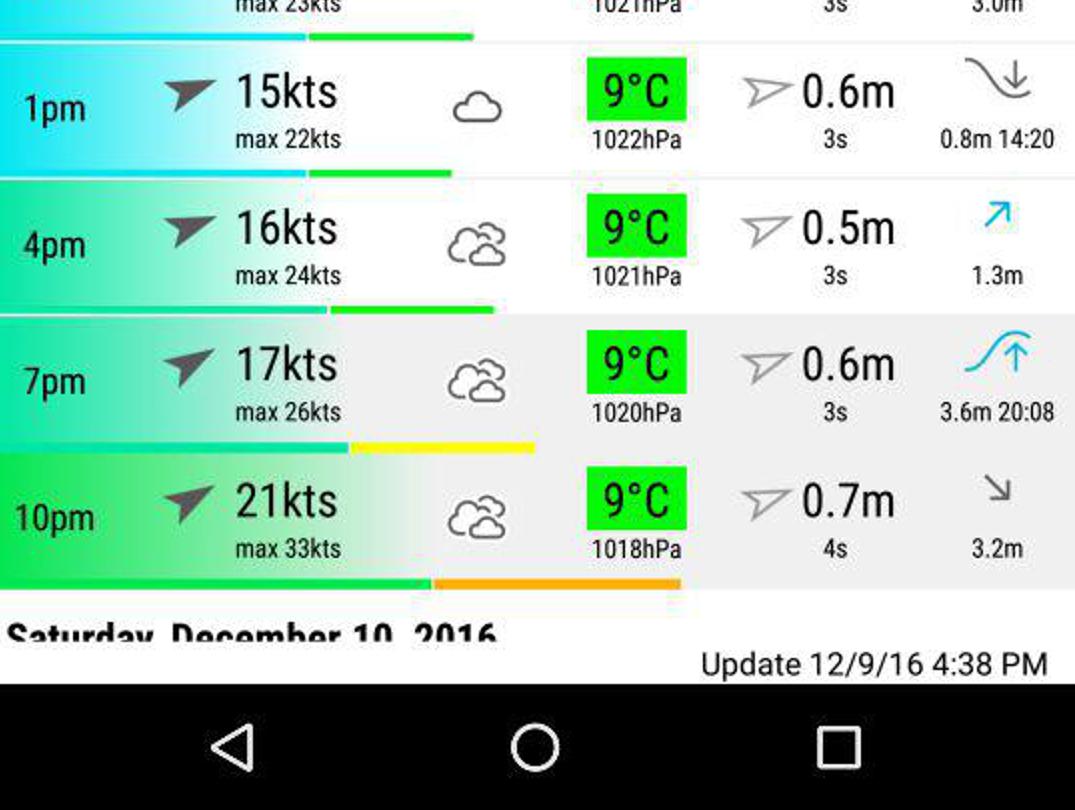 max 23kts 1021hPa 3s 3.0m
1pm 15kts 9°C 0.6m
max 22kts 1022hPa 3s 0.8m 14:20
4pm 16kts 9°C 0.5m
max 24kts 1021hPa 3s 1.3m
7pm 17kts 9°C 0.6m
max 26kts 1020hPa 3s 3.6m 20:08
10pm 21kts 9°C 0.7m
max 33kts 1018hPa 4s 3.2m
Saturday, December 10, 2016
Update 12/9/16 4:38 PM